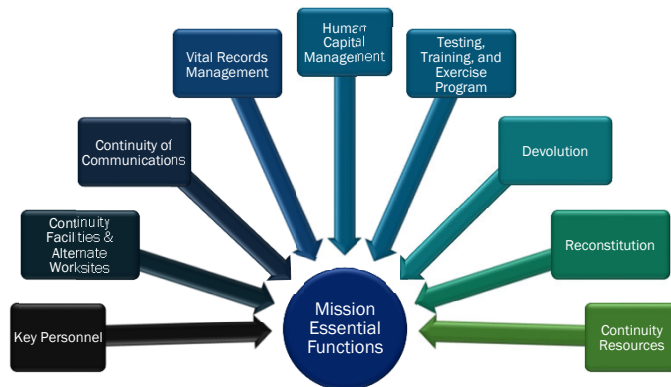 Human
Capital
Management
Testing,
Training, and
Exercise
Program
Vital Records
Management
Continuity of
Communications
Devolution
Continuity
Facilities &
Alternate
Worksites
Reconstitution
Key Personnel
Mission
Essential
Functions
Continuity
Resources